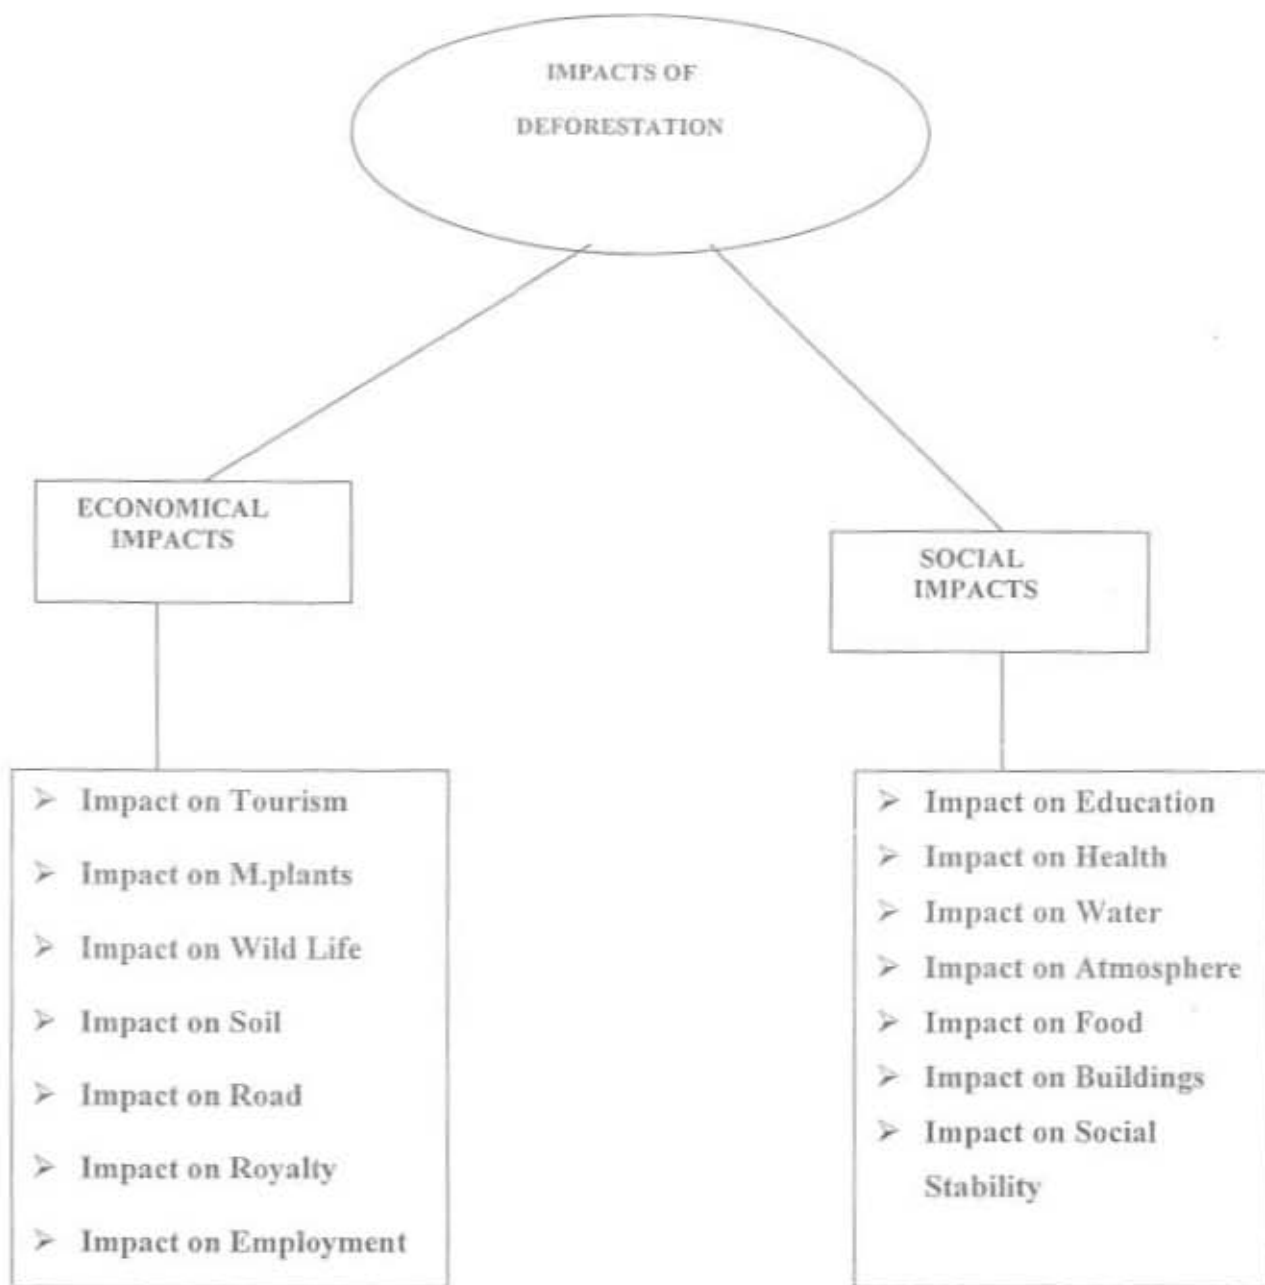 IMPACTS OF
DEFORESTATION
ECONOMICAL
IMPACTS
SOCIAL
IMPACTS
➢ Impact on Tourism
➢ Impact on M.plants
➢ Impact on Wild Life
➢ Impact on Soil
➢ Impact on Road
➢ Impact on Royalty
➢ Impact on Employment
➢ Impact on Education
➢ Impact on Health
➢ Impact on Water
➢ Impact on Atmosphere
➢ Impact on Food
➢ Impact on Buildings
➢ Impact on Social
Stability